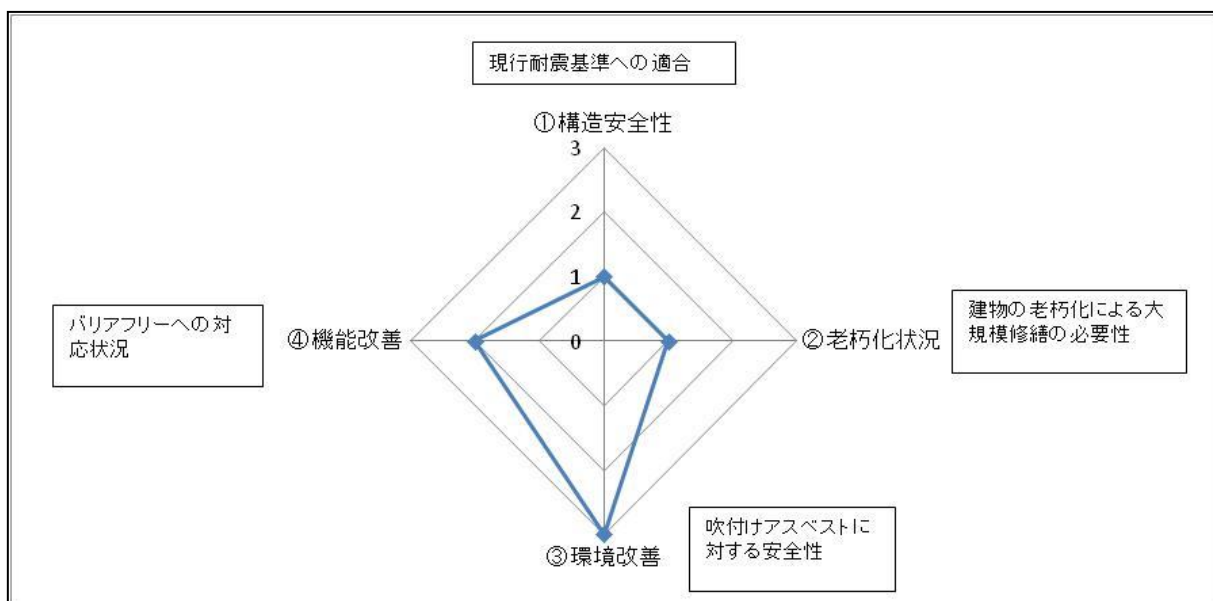 現行耐震基準への適合
①構造安全性
3
2
1
0
バリアフリーへの対
応状況
④機能改善
②老朽化状況
建物の老朽化による大
規模修繕の必要性
吹付けアスベストに
対する安全性
③環境改善